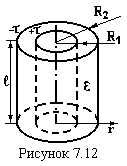 -τ +τ R₂
R₁
ℓ
ε
r
Рисунок 7.12